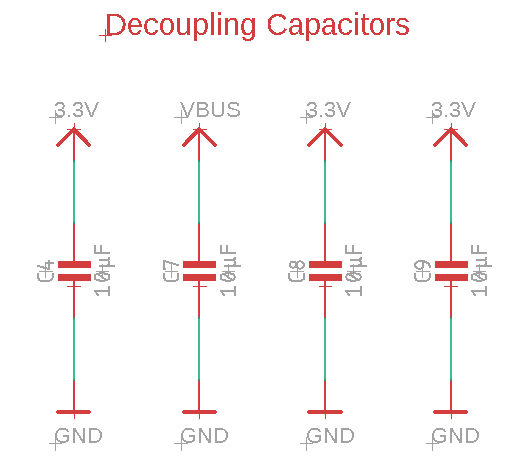 Decoupling Capacitors
3.3V VBUS 3.3V 3.3V
C4 10µF C7 10µF C8 10µF C9 10µF
GND GND GND GND